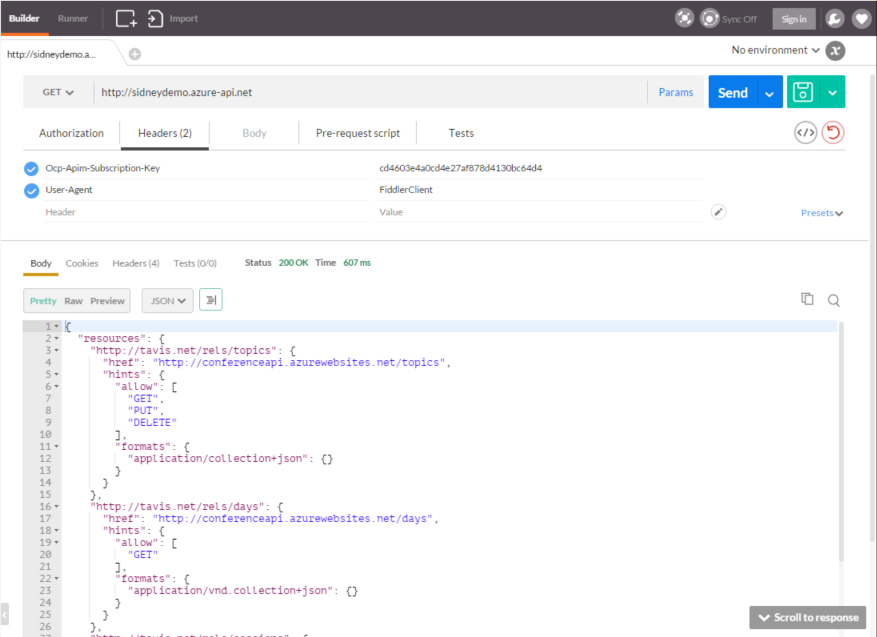 Builder Runner Import Sync Off Sign in
http://sidneydemo.a...
No environment
GET http://sidneydemo.azure-api.net Params Send
Authorization Headers (2) Body Pre-request script Tests
Ocp-Apim-Subscription-Key cd4603e4a0cd4e27af878d4130bc64d4
User-Agent FiddlerClient
Header Value Presets
Body Cookies Headers (4) Tests (0/0) Status 200 OK Time 607 ms
Pretty Raw Preview JSON
1 {
2 "resources": {
3 "http://tavis.net/rels/topics": {
4 "href": "http://conferenceapi.azurewebsites.net/topics",
5 "hints": {
6 "allow": [
7 "GET",
8 "PUT",
9 "DELETE"
10 ],
11 "formats": {
12 "application/collection+json": {}
13 }
14 }
15 },
16 "http://tavis.net/rels/days": {
17 "href": "http://conferenceapi.azurewebsites.net/days",
18 "hints": {
19 "allow": [
20 "GET"
21 ],
22 "formats": {
23 "application/vnd.collection+json": {}
24 }
25 }
26 },
Scroll to response